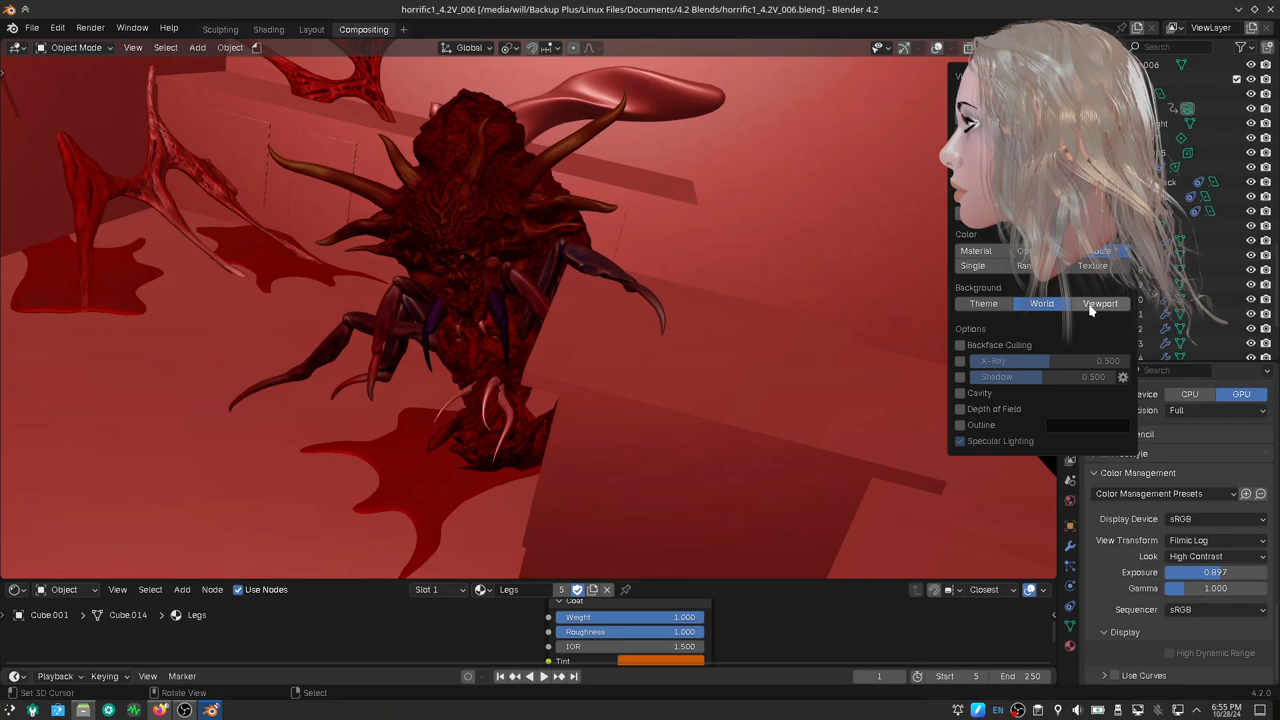 horrific1_4.2V_006 [/media/will/Backup Plus/Linux Files/Documents/4.2 Blends/horrific1_4.2V_006.blend] - Blender 4.2
File Edit Render Window Help Sculpting Shading Layout Compositing + ViewLayer
Object Mode View Select Add Object Global Search
006
Color
Material
Single Texture
Background
Theme World Viewport
Options
Backface Culling
X-Ray 0.500
Shadow 0.500
Cavity
Depth of Field
Outline
Specular Lighting
Search
CPU GPU
Full
Color Management
Color Management Presets
Display Device sRGB
View Transform Filmic Log
Look High Contrast
Exposure 0.897
Gamma 1.000
Sequencer sRGB
Display
High Dynamic Range
Use Curves
Object View Select Add Node Use Nodes Slot 1 Legs 5 Closest
Cube.001 Cube.014 Legs
Coat
Weight 1.000
Roughness 1.000
IOR 1.500
Tint
Playback Keying View Marker 1 Start 5 End 250
Set 3D Cursor Rotate View Select 4.2.0
EN 6:55 PM
10/28/24